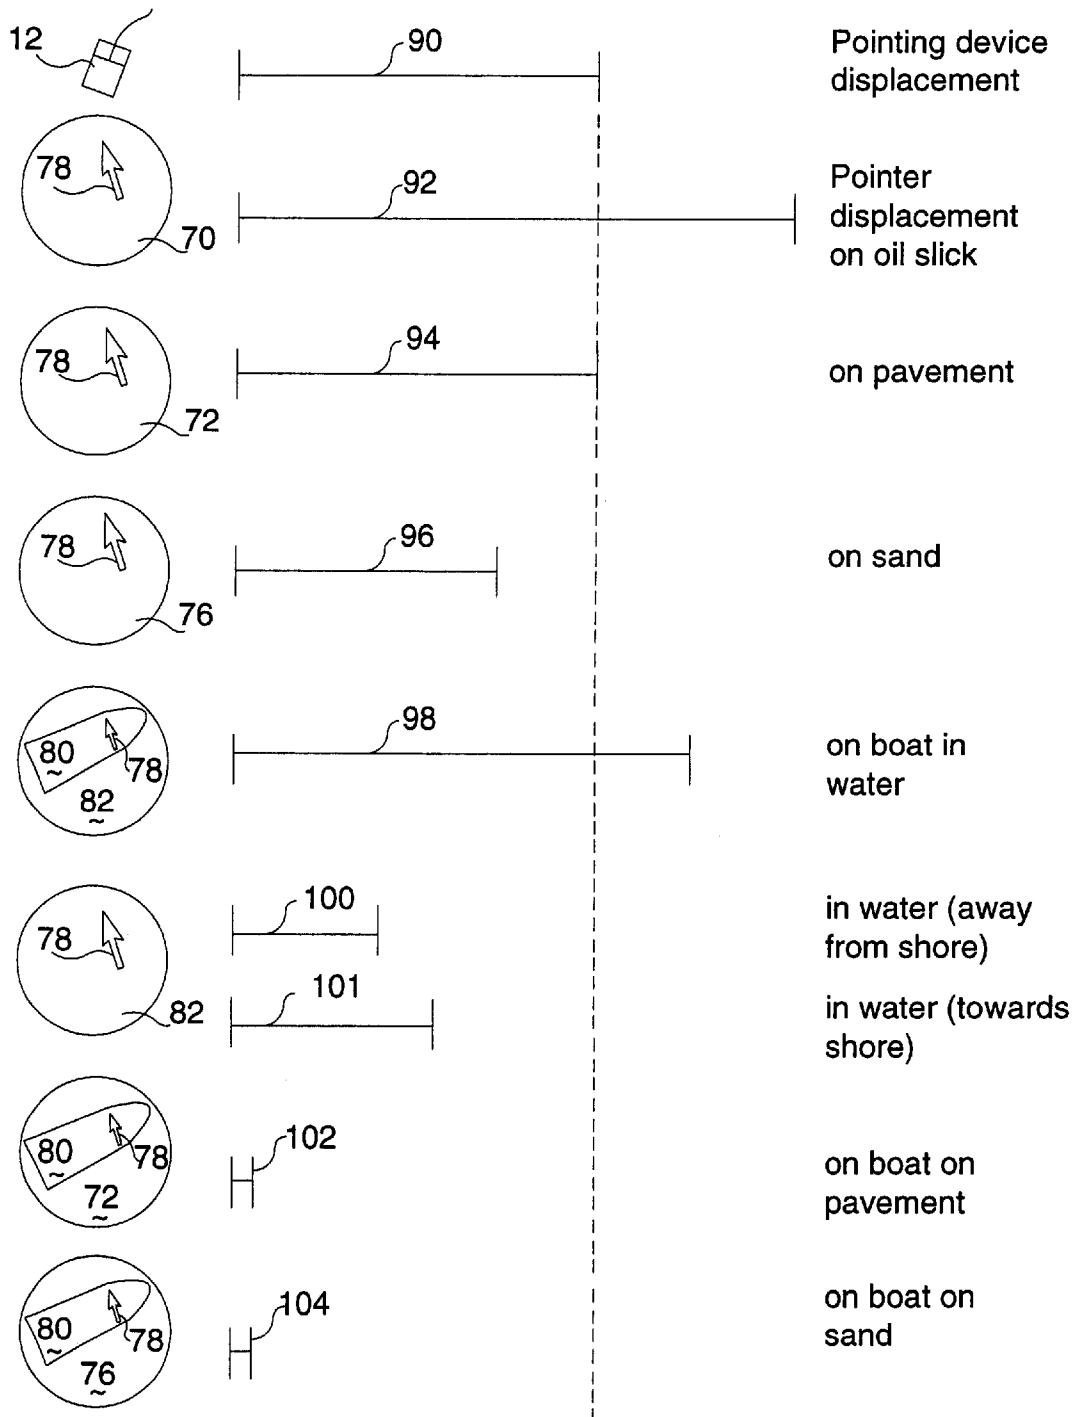 12
90
Pointing device
displacement
78
92
70
Pointer
displacement
on oil slick
78
94
72
on pavement
78
96
76
on sand
98
80
78
82
on boat in
water
78
100
in water (away
from shore)
101
82
in water (towards
shore)
80
78
72
102
on boat on
pavement
80
78
76
104
on boat on
sand